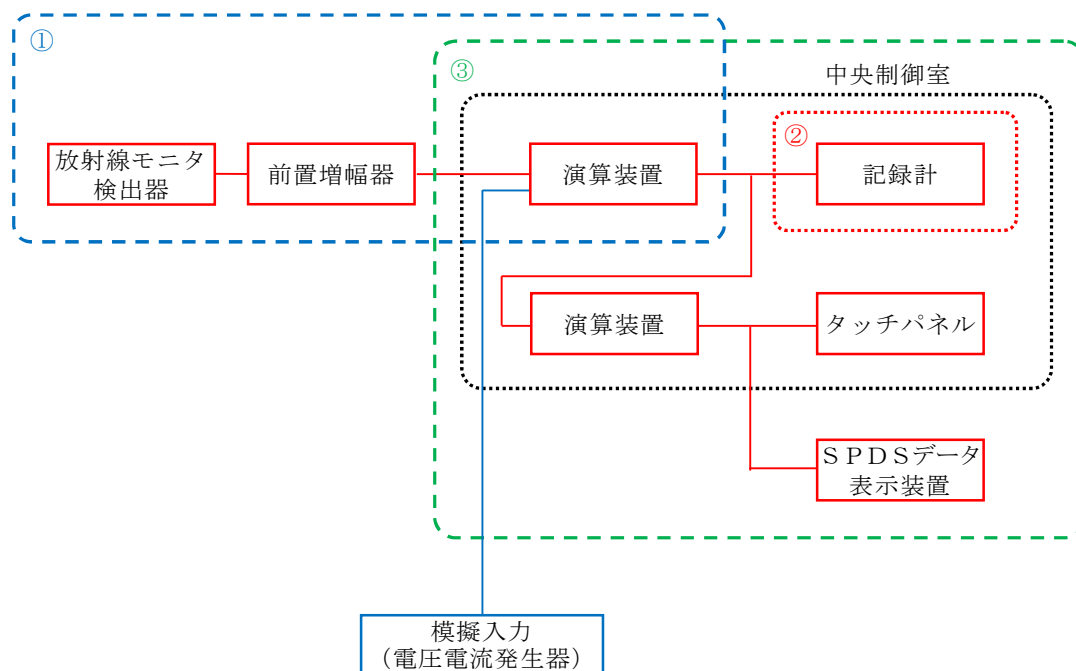 ①
③
中央制御室
②
放射線モニタ
検出器
前置増幅器
演算装置
記録計
演算装置
タッチパネル
ＳＰＤＳデータ
表示装置
模擬入力
（電圧電流発生器）